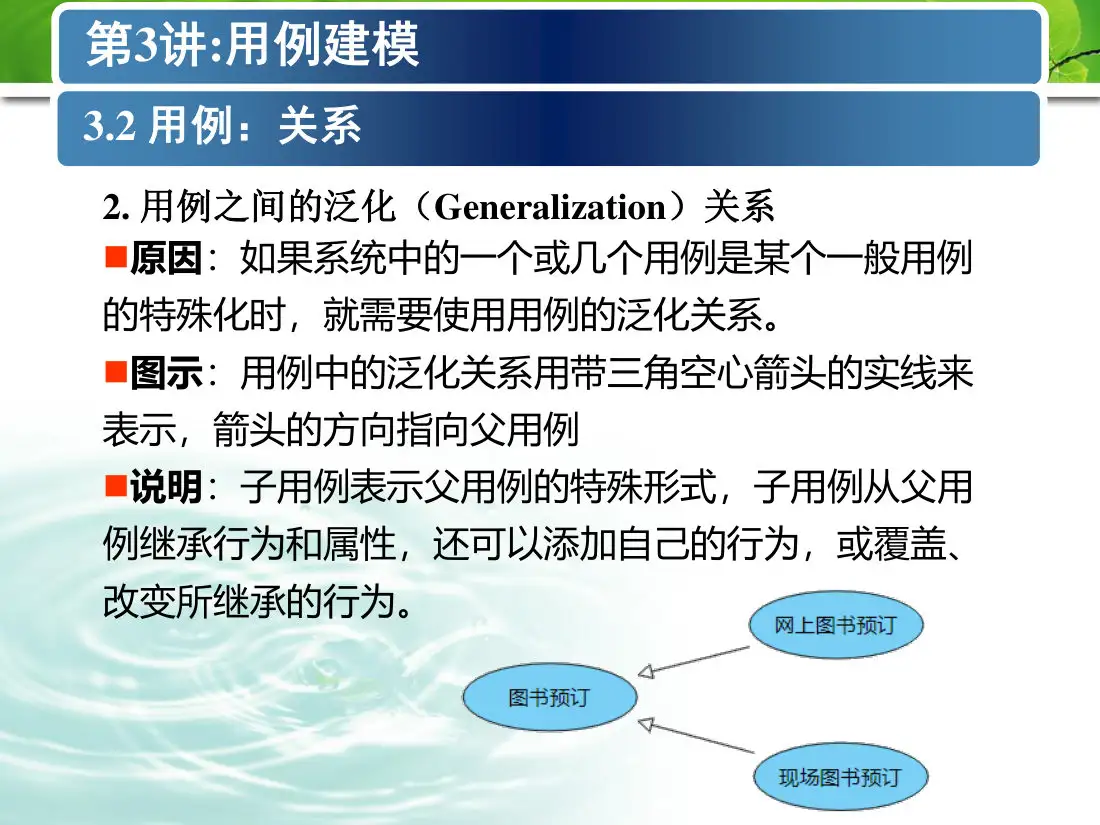 第3讲:用例建模
3.2 用例：关系
2. 用例之间的泛化（Generalization）关系
■原因：如果系统中的一个或几个用例是某个一般用例
的特殊化时，就需要使用用例的泛化关系。
■图示：用例中的泛化关系用带三角空心箭头的实线来
表示，箭头的方向指向父用例
■说明：子用例表示父用例的特殊形式，子用例从父用
例继承行为和属性，还可以添加自己的行为，或覆盖、
改变所继承的行为。
网上图书预订
图书预订
现场图书预订